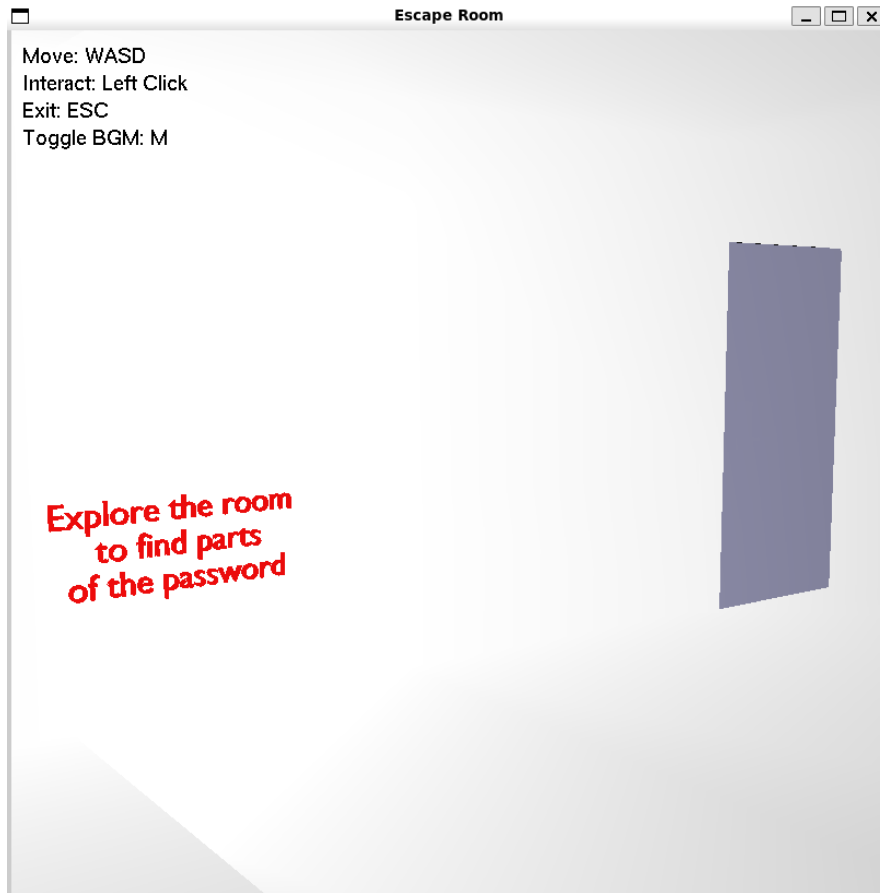 Escape Room
Move: WASD
Interact: Left Click
Exit: ESC
Toggle BGM: M
Explore the room
to find parts
of the password